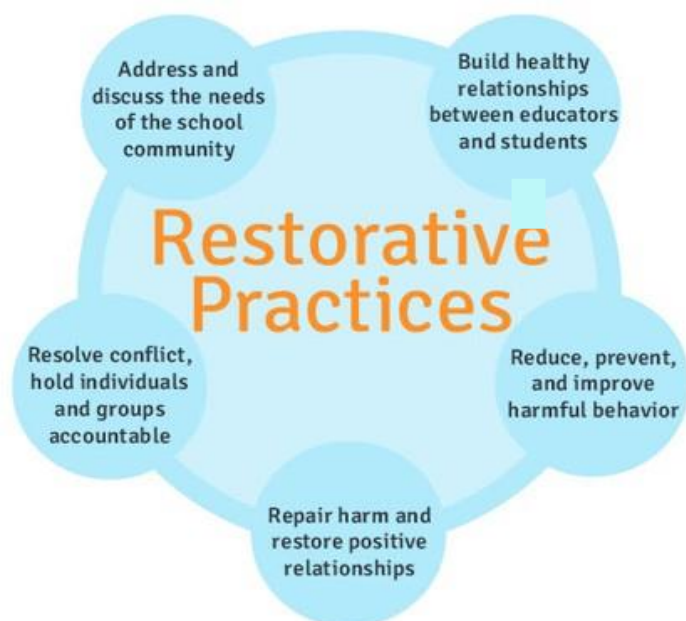 Address and
discuss the needs
of the school
community
Build healthy
relationships
between educators
and students
Restorative
Practices
Resolve conflict,
hold individuals
and groups
accountable
Reduce, prevent,
and improve
harmful behavior
Repair harm and
restore positive
relationships